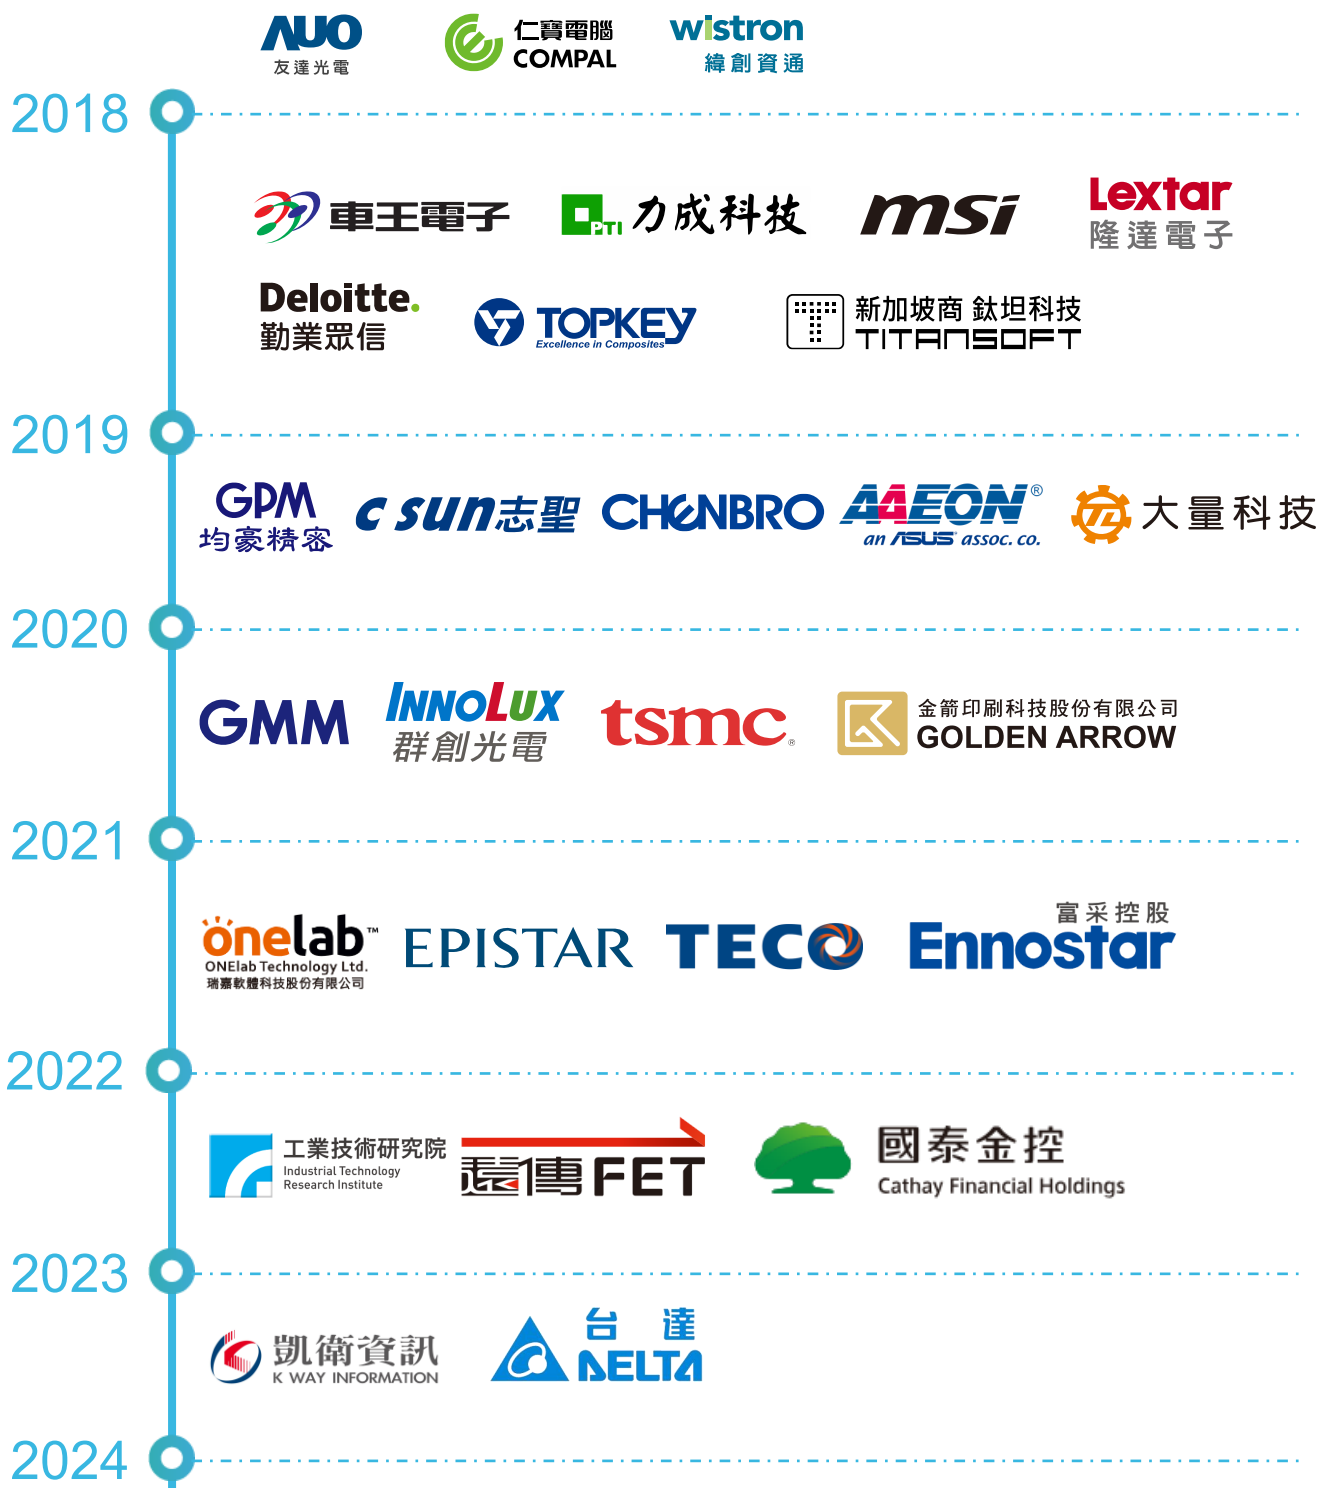 AUO
友達光電
仁寶電腦
COMPAL
wistron
緯創資通
2018
車王電子
PTI 力成科技
msi
Lextar
隆達電子
Deloitte.
勤業眾信
TOPKEY
Excellence in Composites
新加坡商 鈦坦科技
TITANSOFT
2019
GPM
均豪精密
C SUN志聖
CHENBRO
AAEON®
an ASUS assoc. co.
大量科技
2020
GMM
INNOLUX
群創光電
tsmc®
金箭印刷科技股份有限公司
GOLDEN ARROW
2021
onelab™
ONElab Technology Ltd.
瑞嘉軟體科技股份有限公司
EPISTAR
TECO
富采控股
Ennostar
2022
工業技術研究院
Industrial Technology
Research Institute
遠傳FET
國泰金控
Cathay Financial Holdings
2023
凱衛資訊
K WAY INFORMATION
台達
DELTA
2024